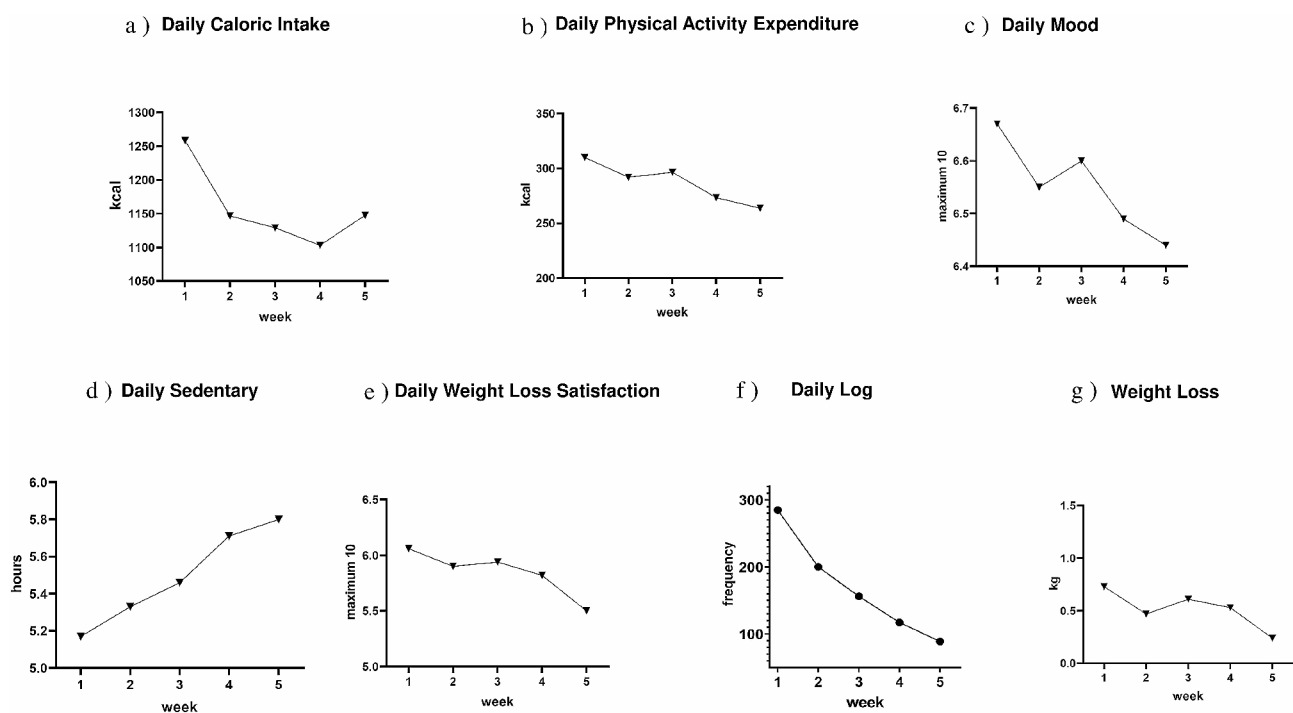 a ) Daily Caloric Intake
1300
1250
1200
1150
1100
1050
kcal
1 2 3 4 5
week
b ) Daily Physical Activity Expenditure
350
300
250
200
kcal
1 2 3 4 5
week
c ) Daily Mood
6.7
6.6
6.5
6.4
maximum 10
1 2 3 4 5
week
d ) Daily Sedentary
6.0
5.8
5.6
5.4
5.2
5.0
hours
1 2 3 4 5
week
e ) Daily Weight Loss Satisfaction
6.5
6.0
5.5
5.0
maximum 10
1 2 3 4 5
week
f ) Daily Log
300
200
100
frequency
1 2 3 4 5
week
g ) Weight Loss
1.5
1.0
0.5
0.0
kg
1 2 3 4 5
week